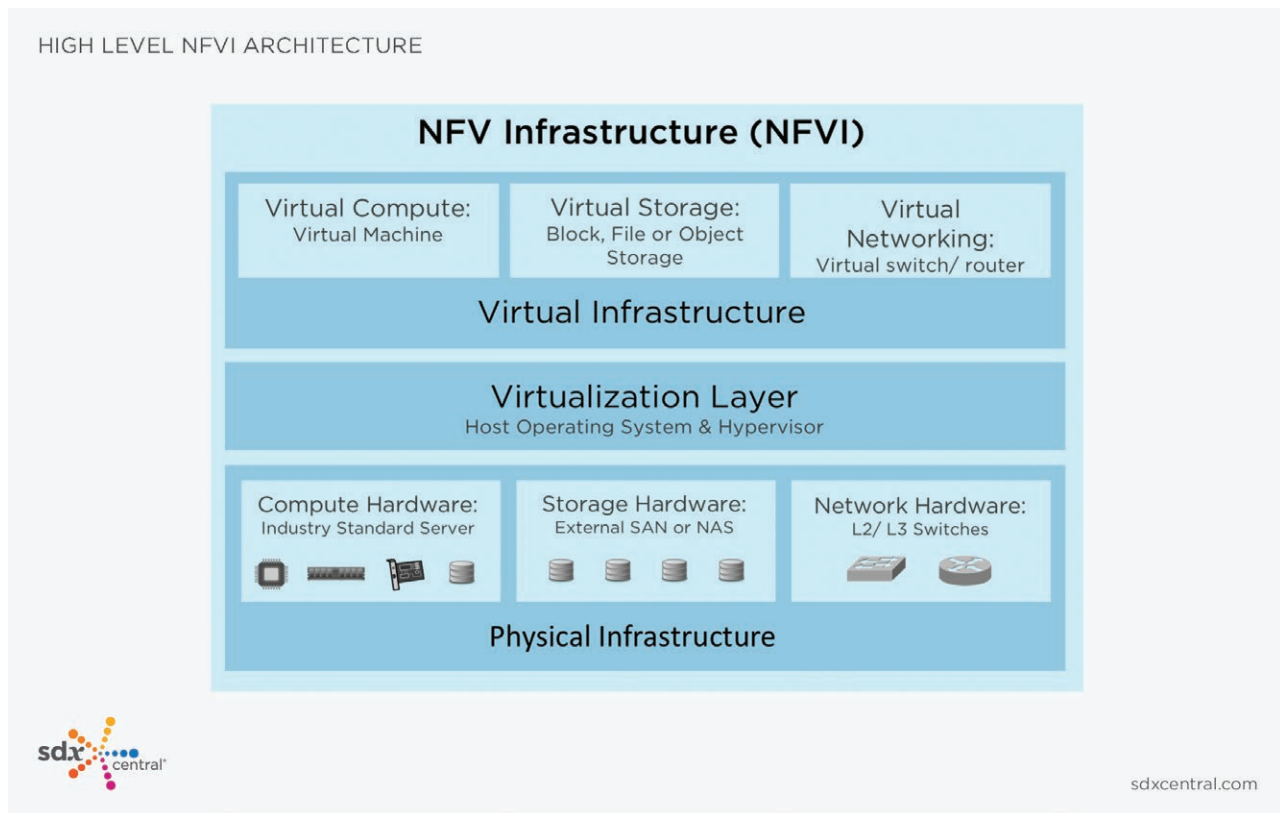 HIGH LEVEL NFVI ARCHITECTURE
NFV Infrastructure (NFVI)
Virtual Compute:
Virtual Machine
Virtual Storage:
Block, File or Object
Storage
Virtual
Networking:
Virtual switch/ router
Virtual Infrastructure
Virtualization Layer
Host Operating System & Hypervisor
Compute Hardware:
Industry Standard Server
Storage Hardware:
External SAN or NAS
Network Hardware:
L2/ L3 Switches
Physical Infrastructure
sdx
central®
sdxcentral.com